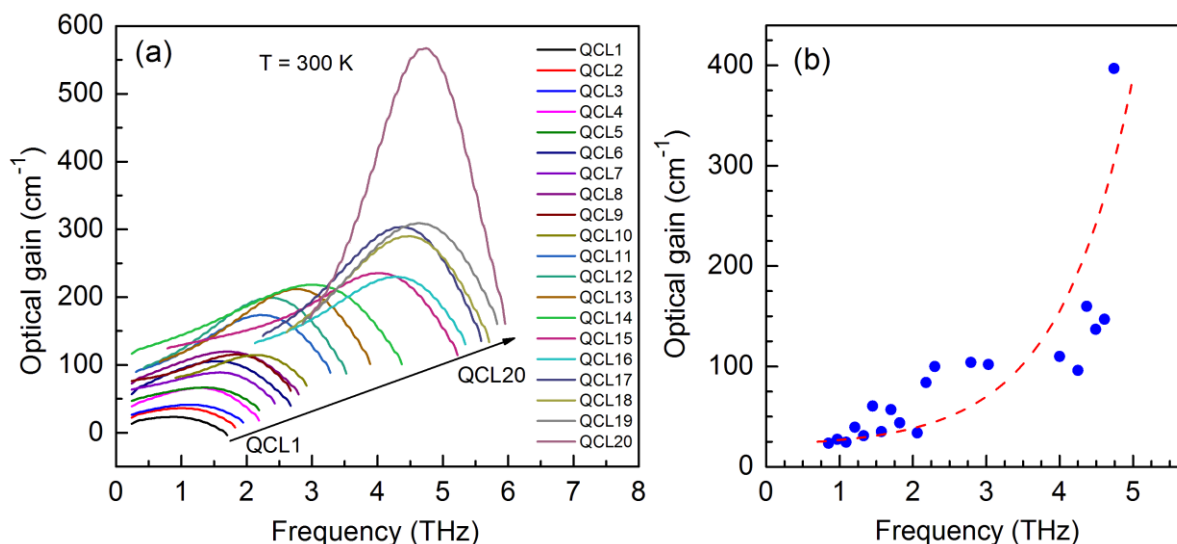 (a)
T = 300 K
600
500
400
300
200
100
0
Optical gain (cm-1)
0 1 2 3 4 5 6 7 8
Frequency (THz)
QCL1
QCL20
QCL1
QCL2
QCL3
QCL4
QCL5
QCL6
QCL7
QCL8
QCL9
QCL10
QCL11
QCL12
QCL13
QCL14
QCL15
QCL16
QCL17
QCL18
QCL19
QCL20
(b)
400
300
200
100
0
Optical gain (cm-1)
0 1 2 3 4 5
Frequency (THz)